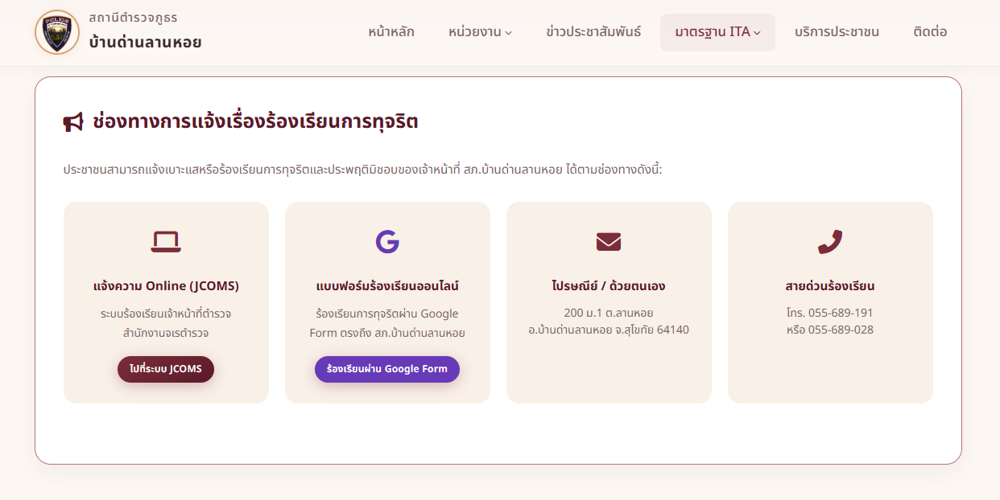 สถานีตำรวจภูธร
บ้านด่านลานหอย
หน้าหลัก
หน่วยงาน
ข่าวประชาสัมพันธ์
มาตรฐาน ITA
บริการประชาชน
ติดต่อ
POLICE
ช่องทางการแจ้งเรื่องร้องเรียนการทุจริต
ประชาชนสามารถแจ้งเบาะแสหรือร้องเรียนการทุจริตและประพฤติมิชอบของเจ้าหน้าที่ สภ.บ้านด่านลานหอย ได้ตามช่องทางดังนี้:
แจ้งความ Online (JCOMS)
ระบบร้องเรียนเจ้าหน้าที่ตำรวจ
สำนักงานจเรตำรวจ
ไปที่ระบบ JCOMS
แบบฟอร์มร้องเรียนออนไลน์
ร้องเรียนการทุจริตผ่าน Google
Form ตรงถึง สภ.บ้านด่านลานหอย
ร้องเรียนผ่าน Google Form
ไปรษณีย์ / ด้วยตนเอง
200 ม.1 ต.ลานหอย
อ.บ้านด่านลานหอย จ.สุโขทัย 64140
สายด่วนร้องเรียน
โทร. 055-689-191
หรือ 055-689-028